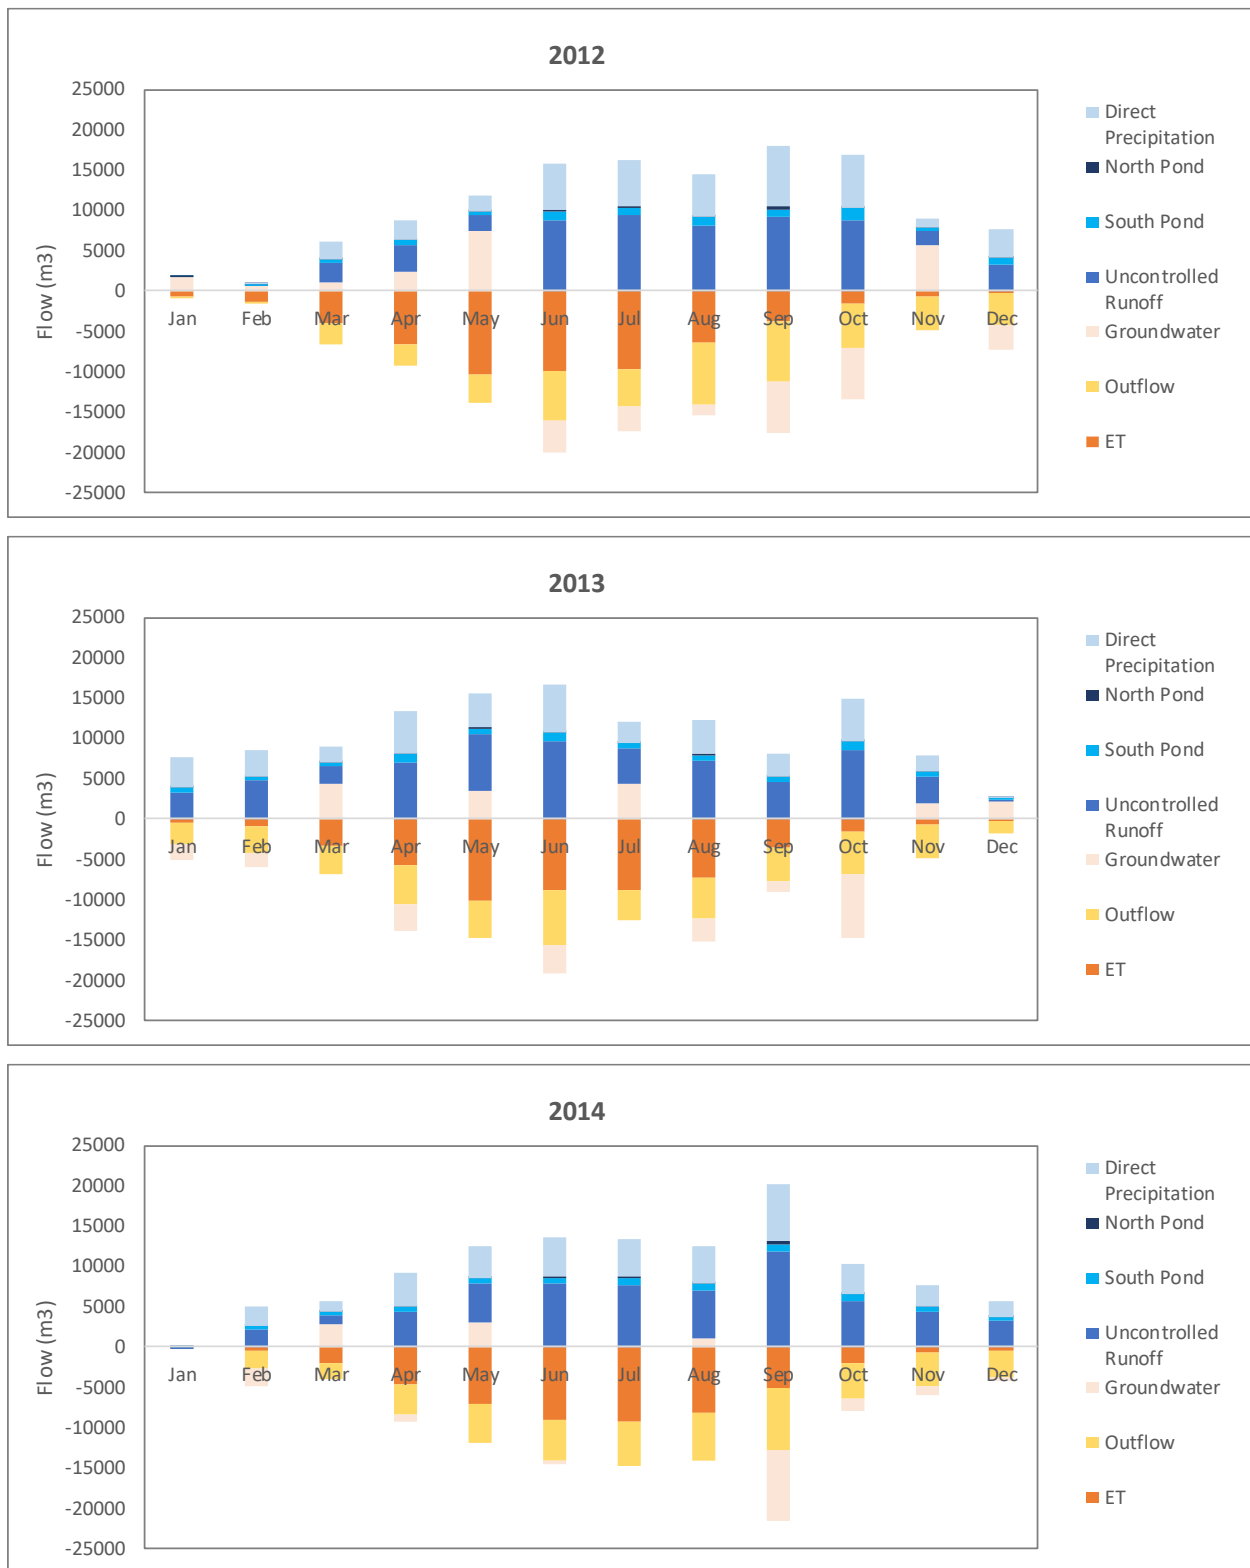 2012
25000
20000
15000
10000
5000
0
-5000
-10000
-15000
-20000
-25000
Flow (m3)
Jan Feb Mar Apr May Jun Jul Aug Sep Oct Nov Dec
Direct
Precipitation
North Pond
South Pond
Uncontrolled
Runoff
Groundwater
Outflow
ET
2013
25000
20000
15000
10000
5000
0
-5000
-10000
-15000
-20000
-25000
Flow (m3)
Jan Feb Mar Apr May Jun Jul Aug Sep Oct Nov Dec
Direct
Precipitation
North Pond
South Pond
Uncontrolled
Runoff
Groundwater
Outflow
ET
2014
25000
20000
15000
10000
5000
0
-5000
-10000
-15000
-20000
-25000
Flow (m3)
Jan Feb Mar Apr May Jun Jul Aug Sep Oct Nov Dec
Direct
Precipitation
North Pond
South Pond
Uncontrolled
Runoff
Groundwater
Outflow
ET